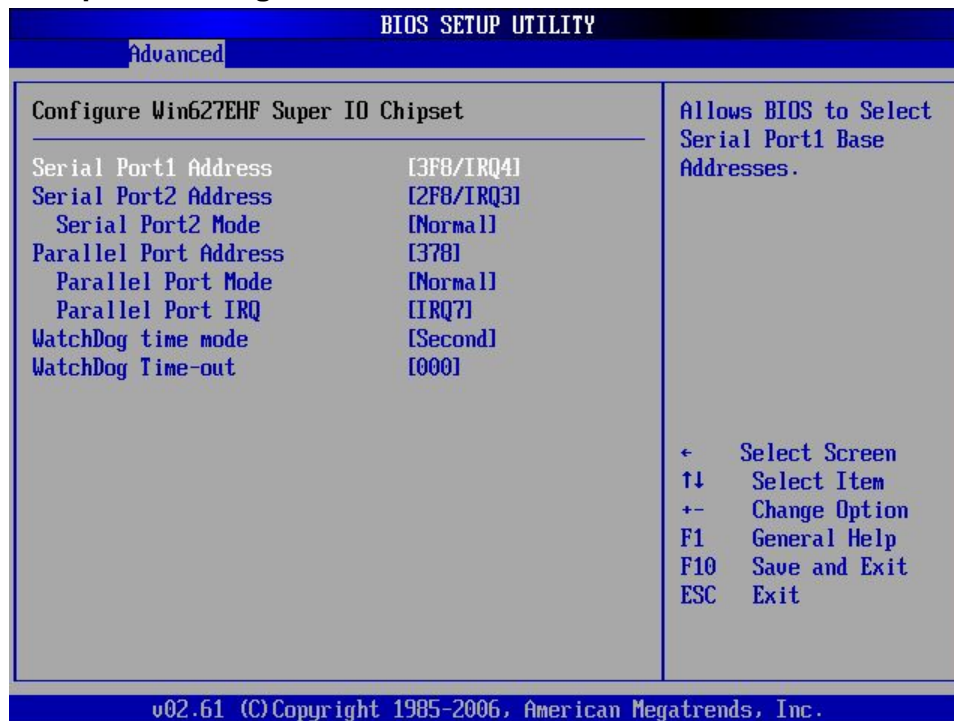 BIOS SETUP UTILITY
Advanced
Configure Win627EHF Super IO Chipset
Serial Port1 Address [3F8/IRQ4]
Serial Port2 Address [2F8/IRQ3]
Serial Port2 Mode [Normal]
Parallel Port Address [378]
Parallel Port Mode [Normal]
Parallel Port IRQ [IRQ7]
WatchDog time mode [Second]
WatchDog Time-out [000]
Allows BIOS to Select
Serial Port1 Base
Addresses.
← Select Screen
↑↓ Select Item
+- Change Option
F1 General Help
F10 Save and Exit
ESC Exit
v02.61 (C)Copyright 1985-2006, American Megatrends, Inc.